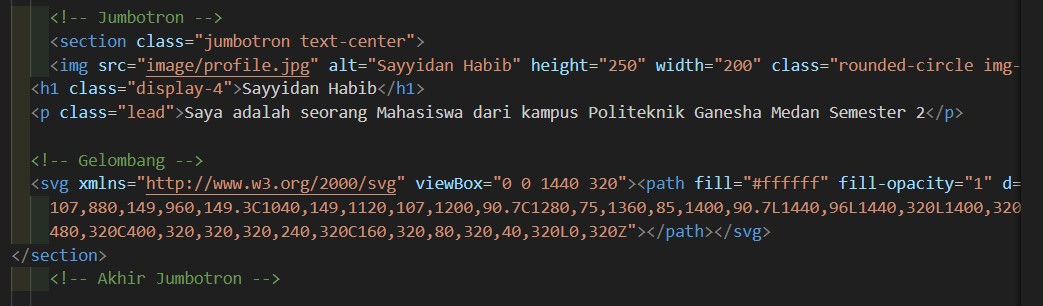 <!-- Jumbotron -->
<section class="jumbotron text-center">
<img src="image/profile.jpg" alt="Sayyidan Habib" height="250" width="200" class="rounded-circle img-
<h1 class="display-4">Sayyidan Habib</h1>
<p class="lead">Saya adalah seorang Mahasiswa dari kampus Politeknik Ganesha Medan Semester 2</p>
<!-- Gelombang -->
<svg xmlns="http://www.w3.org/2000/svg" viewBox="0 0 1440 320"><path fill="#ffffff" fill-opacity="1" d=
107,880,149,960,149.3C1040,149,1120,107,1200,90.7C1280,75,1360,85,1400,90.7L1440,96L1440,320L1400,320
480,320C400,320,320,320,240,320C160,320,80,320,40,320L0,320Z"></path></svg>
</section>
<!-- Akhir Jumbotron -->